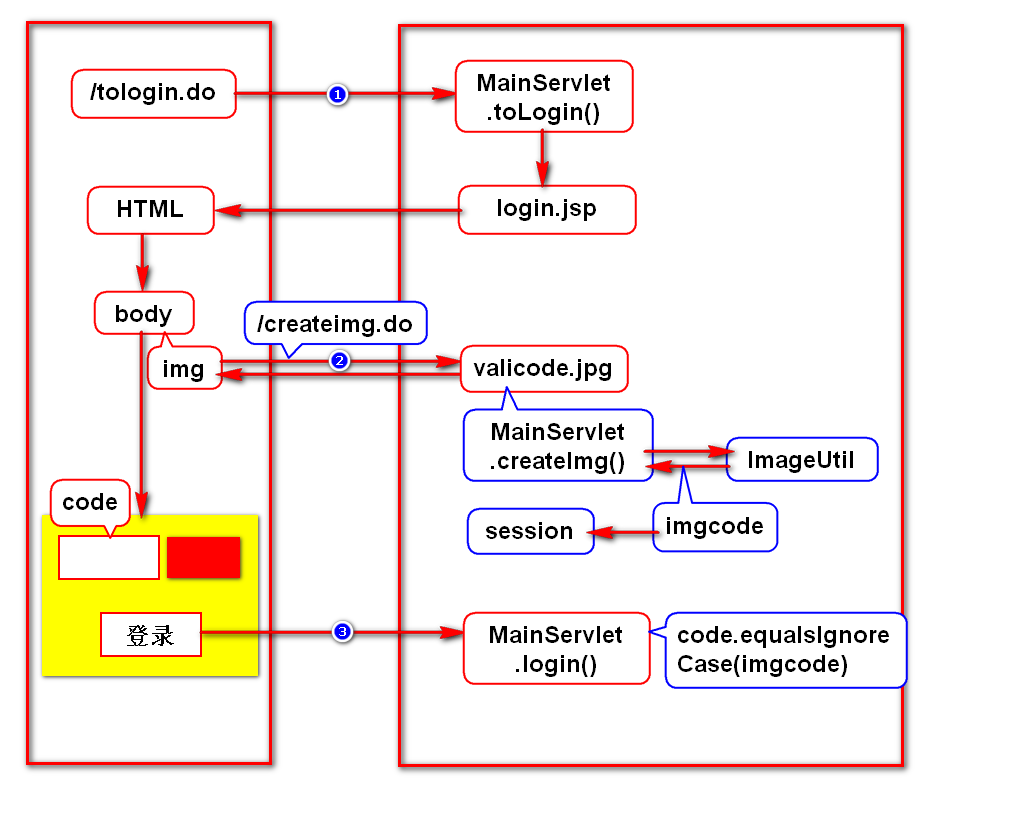 /tologin.do
1
MainServlet
.toLogin()
HTML
login.jsp
body
/createimg.do
img
2
valicode.jpg
MainServlet
.createImg()
ImageUtil
code
session
imgcode
登录
3
MainServlet
.login()
code.equalsIgnore
Case(imgcode)